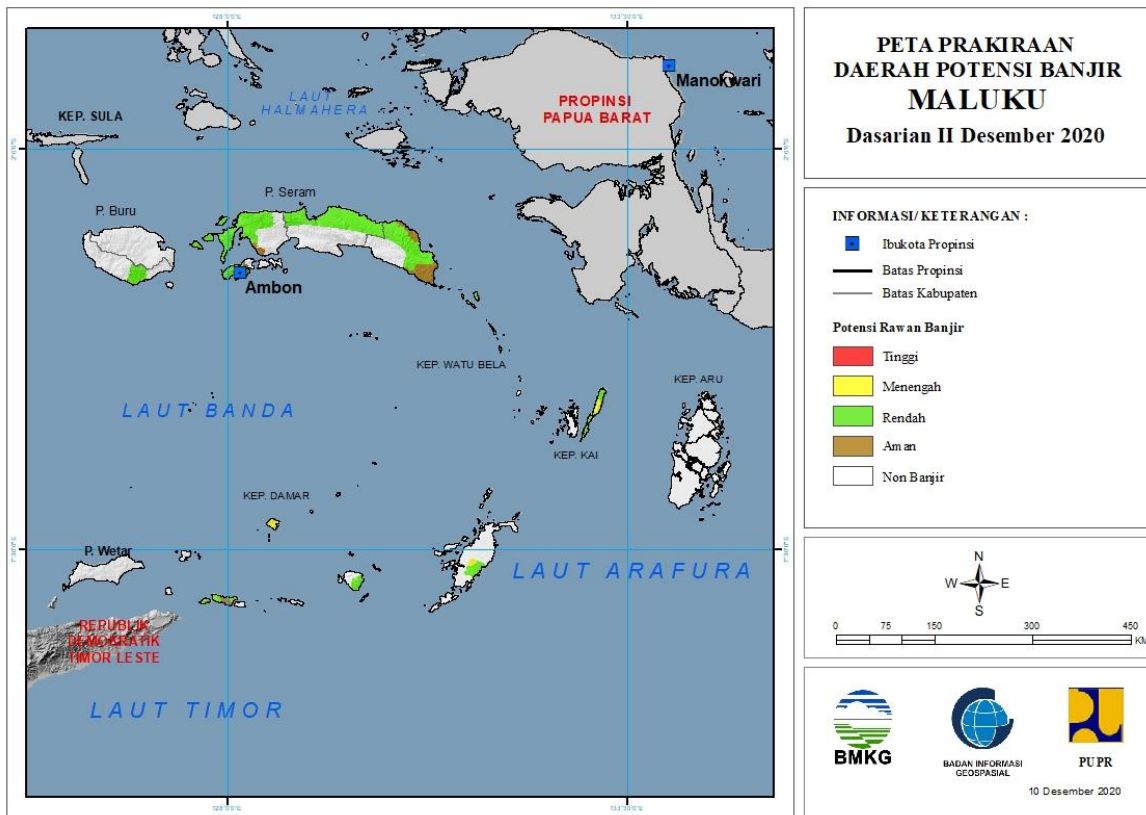 PETA PRAKIRAAN
DAERAH POTENSI BANJIR
MALUKU
Dasarian II Desember 2020
INFORMASI/ KETERANGAN :
Ibukota Propinsi
Batas Propinsi
Batas Kabupaten
Potensi Rawan Banjir
Tinggi
Menengah
Rendah
Aman
Non Banjir
N
W E
S
0 75 150 300 450
KM
BMKG
BADAN INFORMASI
GEOSPASIAL
PUPR
10 Desember 2020
Manokwari
LAUT
HALMAHERA
PROPINSI
PAPUA BARAT
KEP. SULA
P. Seram
P. Buru
Ambon
KEP. WATU BELA
KEP. ARU
LAUT BANDA
KEP. KAI
KEP. DAMAR
P. Wetar
LAUT ARAFURA
REPUBLIK
DEMOKRATIK
TIMOR LESTE
LAUT TIMOR